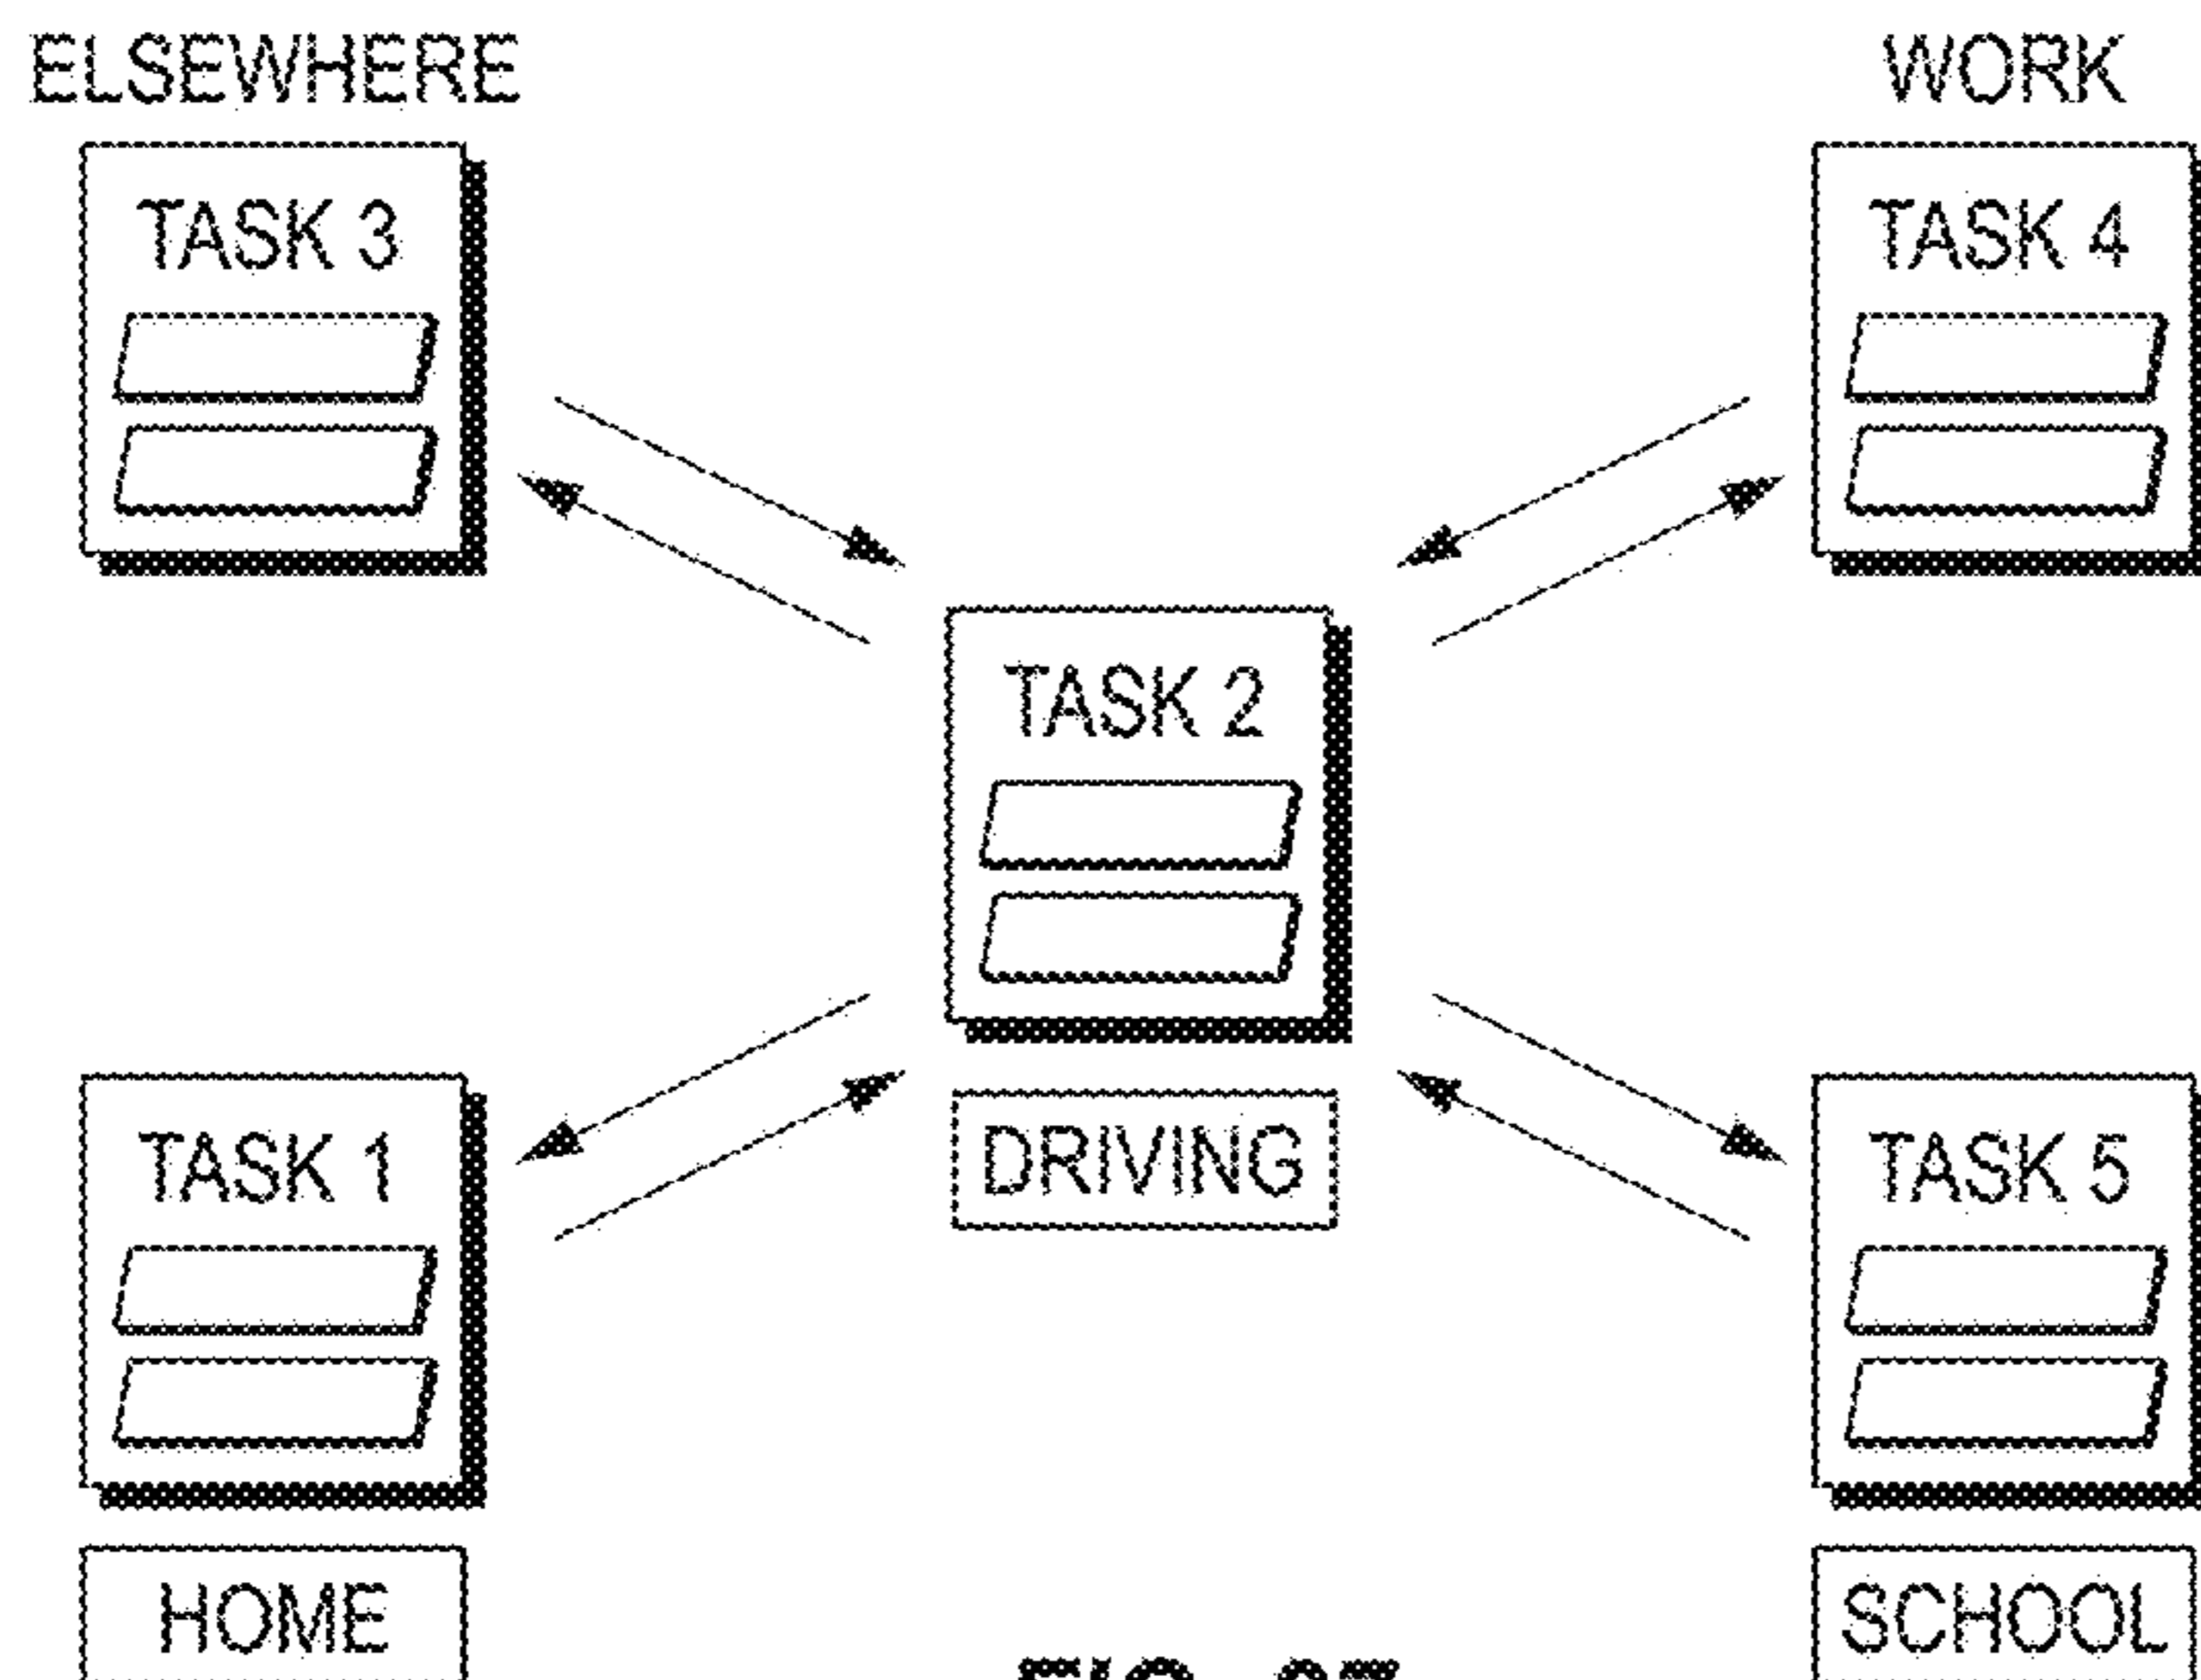 ELSEWHERE
WORK
TASK 3
TASK 4
TASK 2
TASK 1
DRIVING
TASK 5
HOME
SCHOOL